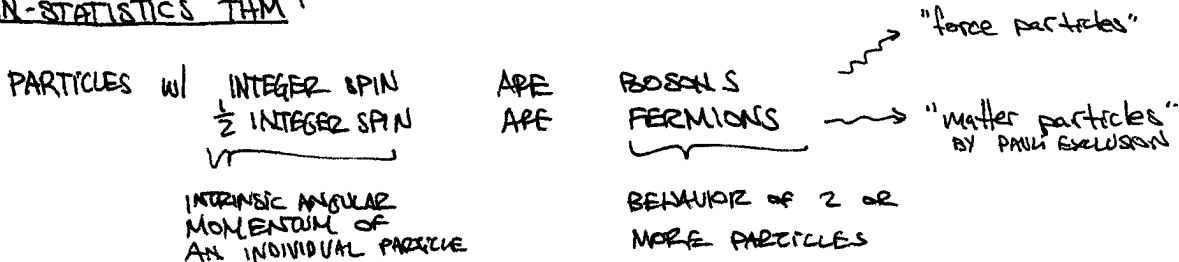 N-STATISTICS THM
"force particles"
PARTICLES w/ INTEGER SPIN ARE BOSONS
½ INTEGER SPIN ARE FERMIONS
"matter particles"
BY PAULI EXCLUSION
INTRINSIC ANGULAR
MOMENTUM OF
AN INDIVIDUAL PARTICLE
BEHAVIOR OF 2 OR
MORE PARTICLES